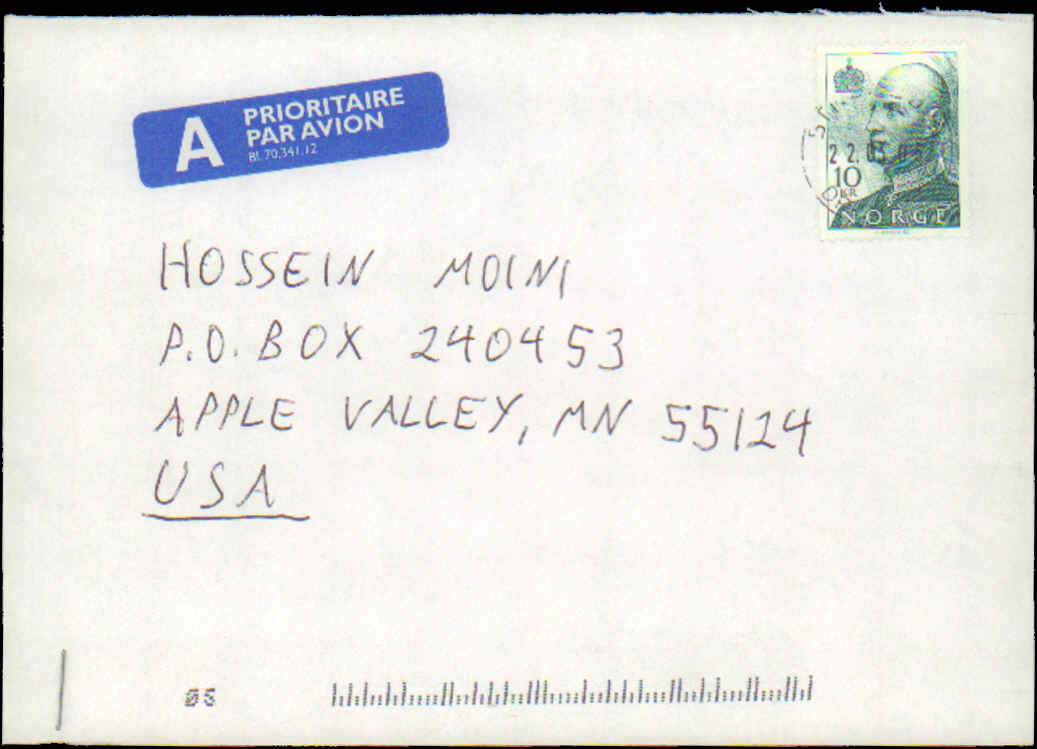 A PRIORITAIRE
PAR AVION
Bl. 70.341.12
22.
10
KR
NORGE
HOSSEIN MOINI
P.O. BOX 240453
APPLE VALLEY, MN 55124
USA
05